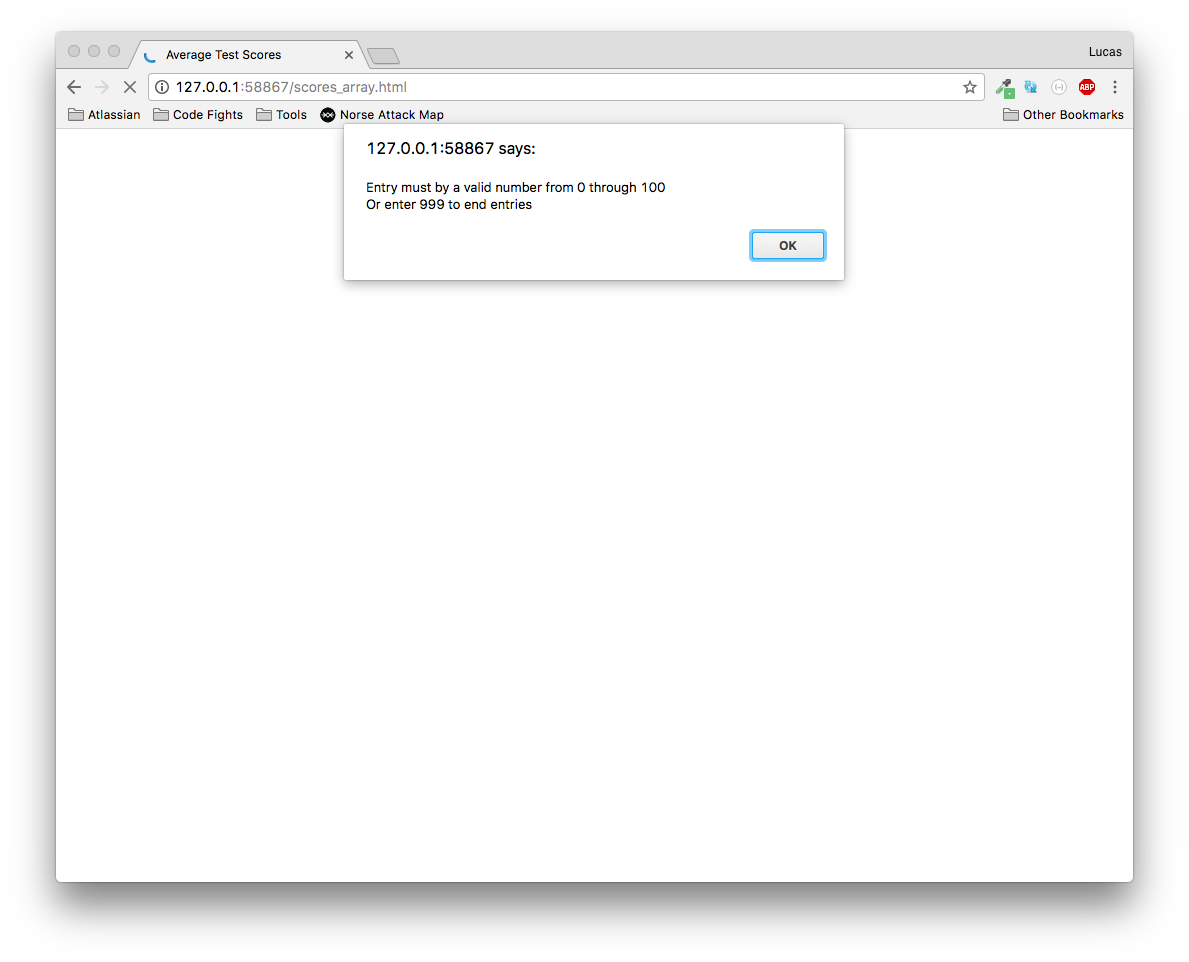 Average Test Scores
Lucas
127.0.0.1:58867/scores_array.html
ABP
Atlassian Code Fights Tools Norse Attack Map Other Bookmarks
127.0.0.1:58867 says:
Entry must by a valid number from 0 through 100
Or enter 999 to end entries
OK